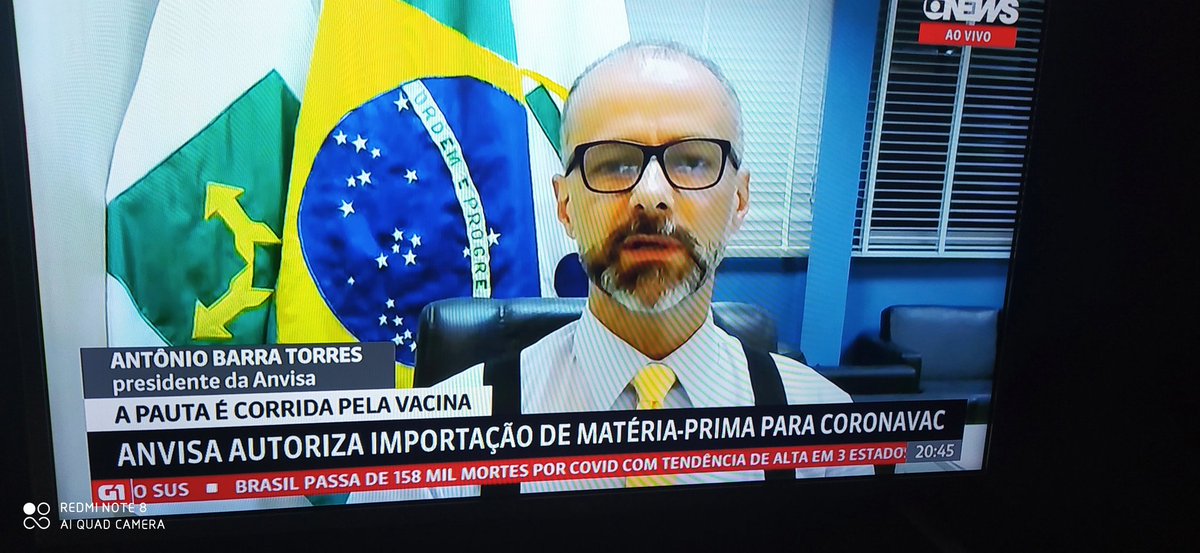 NEWS
AO VIVO
ORDEM E PROGRE
ANTÔNIO BARRA TORRES
presidente da Anvisa
A PAUTA É CORRIDA PELA VACINA
ANVISA AUTORIZA IMPORTAÇÃO DE MATÉRIA-PRIMA PARA CORONAVAC
G1 O SUS ■ BRASIL PASSA DE 158 MIL MORTES POR COVID COM TENDÊNCIA DE ALTA EM 3 ESTADOS 20:45
REDMI NOTE 8
AI QUAD CAMERA